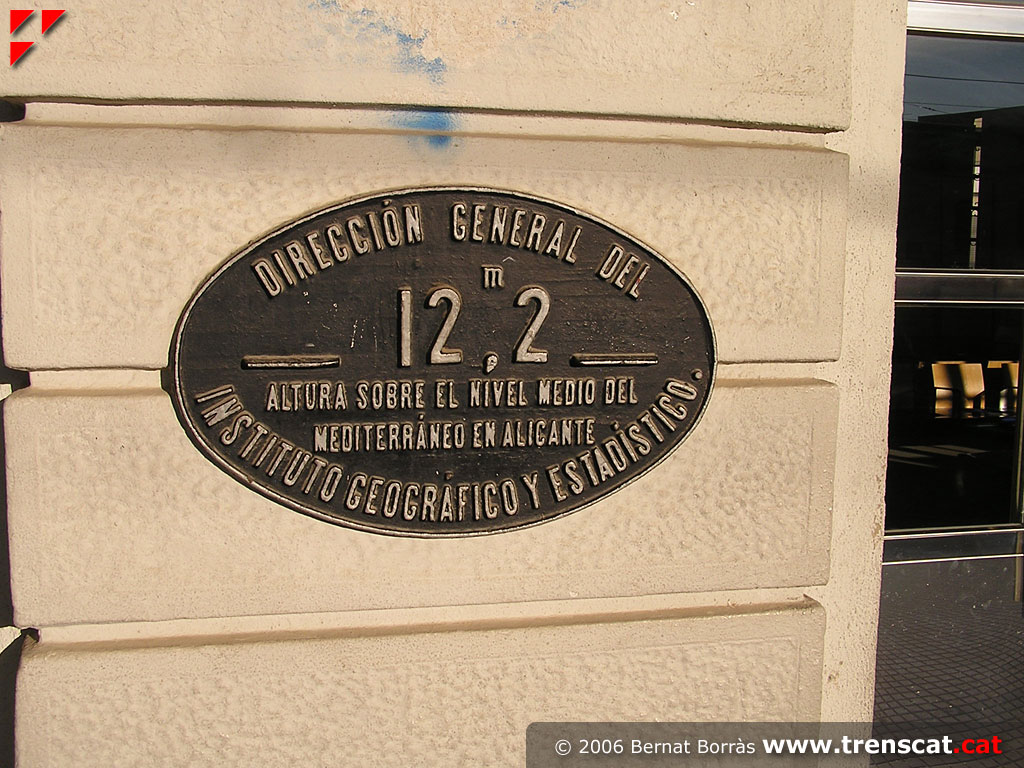 DIRECCIÓN GENERAL DEL
12,2 m
ALTURA SOBRE EL NIVEL MEDIO DEL
MEDITERRÁNEO EN ALICANTE
INSTITUTO GEOGRÁFICO Y ESTADÍSTICO.
© 2006 Bernat Borràs www.trenscat.cat